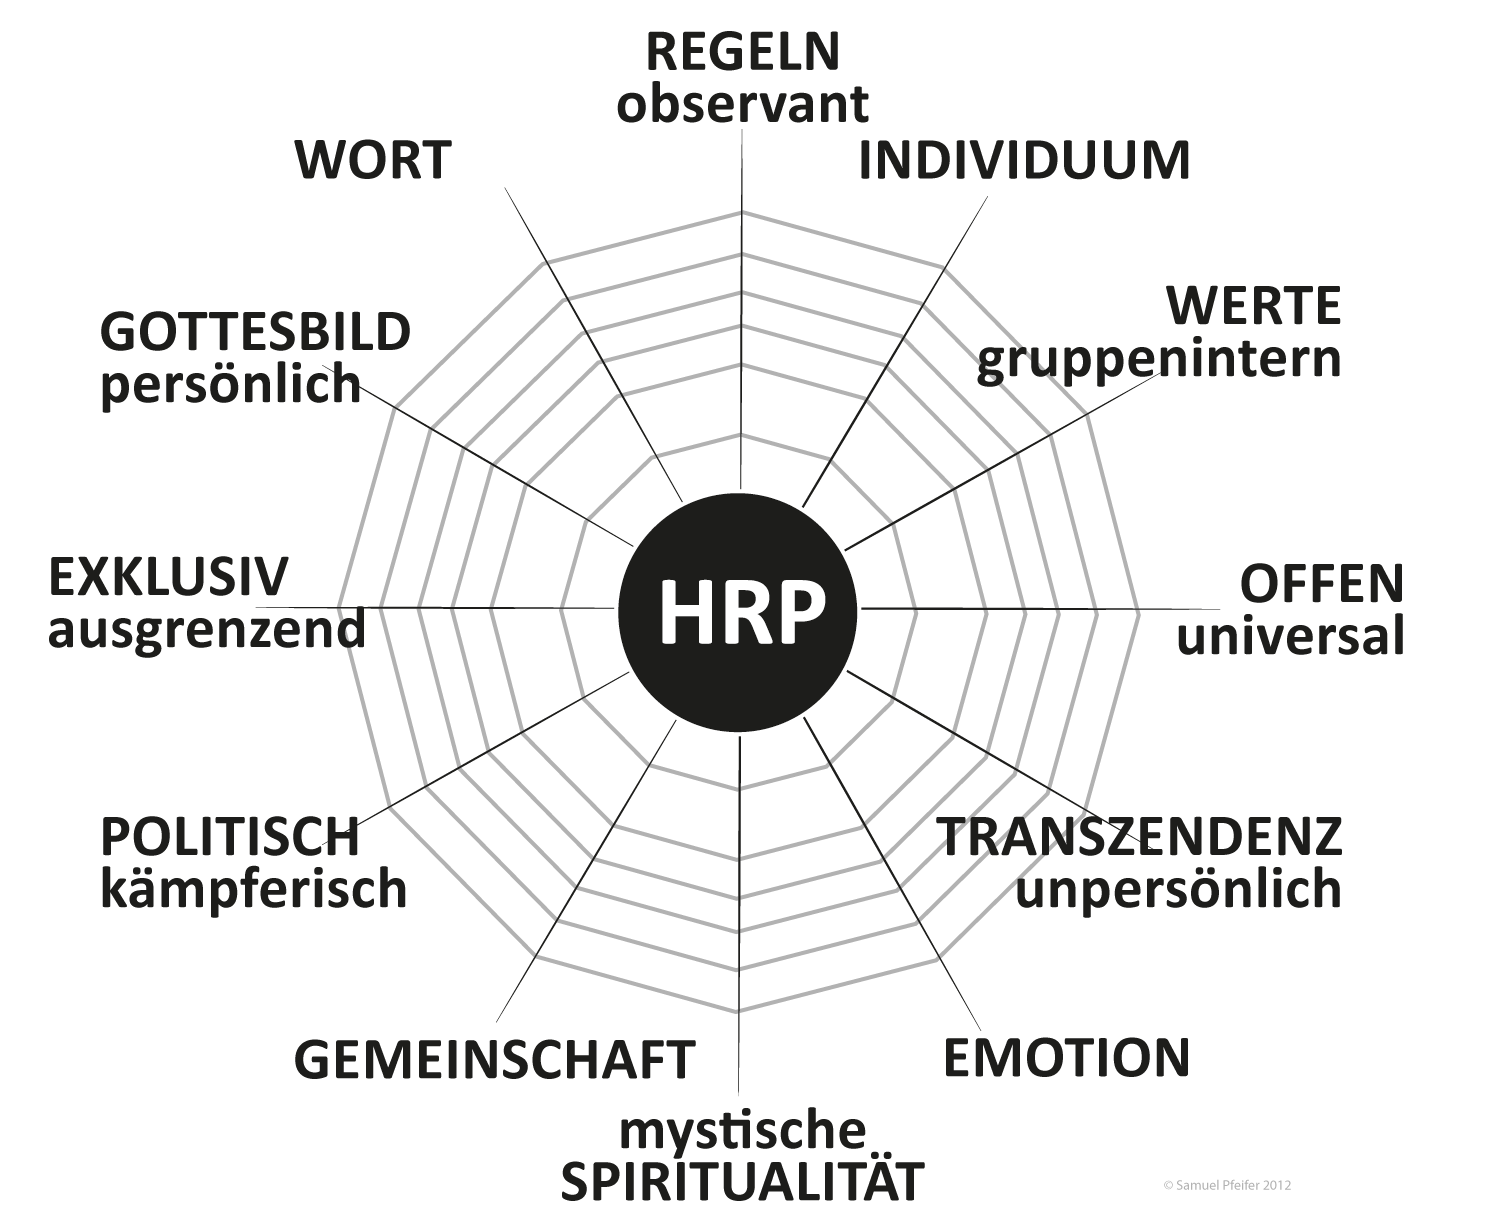 REGELN
observant
WORT
INDIVIDUUM
WERTE
gruppenintern
GOTTESBILD
persönlich
EXKLUSIV
ausgrenzend
HRP
OFFEN
universal
POLITISCH
kämpferisch
TRANSZENDENZ
unpersönlich
GEMEINSCHAFT
EMOTION
mystische
SPIRITUALITÄT
© Samuel Pfeifer 2012